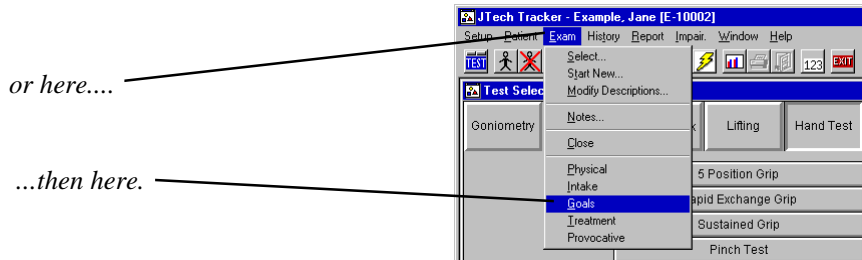 JTech Tracker - Example, Jane [E-10002]
Setup Patient Exam History Report Impair. Window Help
TEST
123 EXIT
or here....
Test Selec
Goniometry
Lifting
Hand Test
Select...
Start New...
Modify Descriptions...
Notes...
Close
...then here.
Physical
Intake
Goals
Treatment
Provocative
5 Position Grip
apid Exchange Grip
Sustained Grip
Pinch Test